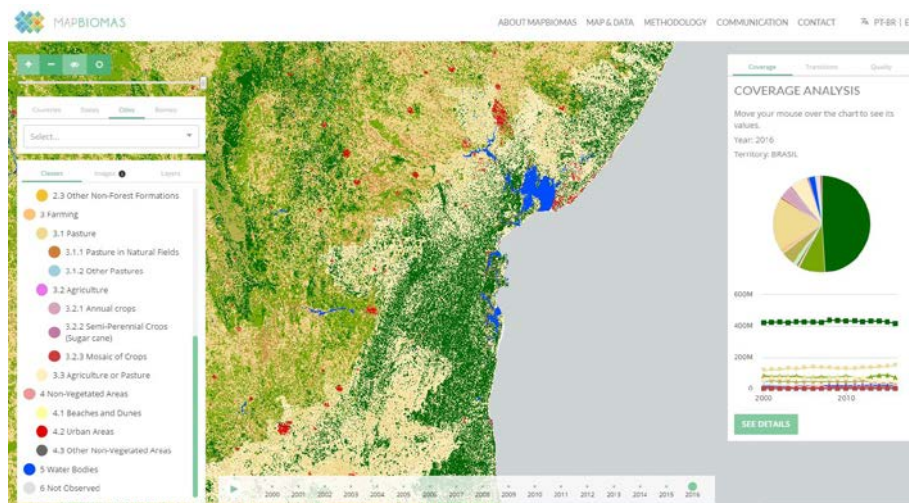 MAPBIOMAS
ABOUT MAPBIOMAS MAP & DATA METHODOLOGY COMMUNICATION CONTACT PT-BR | E
Countries States Cities Biomes
Select...
Classes Images Layers
2.3 Other Non-Forest Formations
3 Farming
3.1 Pasture
3.1.1 Pasture in Natural Fields
3.1.2 Other Pastures
3.2 Agriculture
3.2.1 Annual crops
3.2.2 Semi-Perennial Crops
(Sugar cane)
3.2.3 Mosaic of Crops
3.3 Agriculture or Pasture
4 Non-Vegetated Areas
4.1 Beaches and Dunes
4.2 Urban Areas
4.3 Other Non-Vegetated Areas
5 Water Bodies
6 Not Observed
2000 2001 2002 2003 2004 2005 2006 2007 2008 2009 2010 2011 2012 2013 2014 2015 2016
Coverage Transitions Quality
COVERAGE ANALYSIS
Move your mouse over the chart to see its
values.
Year: 2016
Territory: BRASIL
600M
400M
200M
0
2000 2010
SEE DETAILS